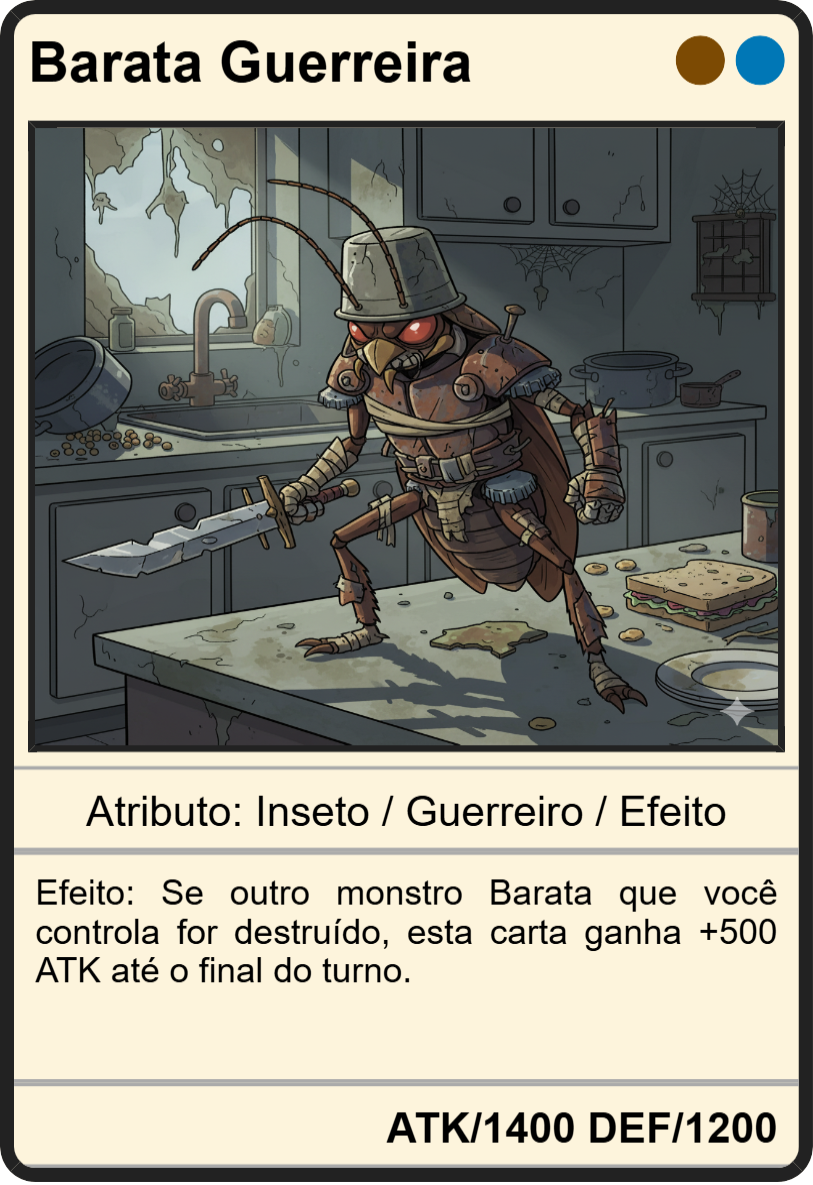 Barata Guerreira
Atributo: Inseto / Guerreiro / Efeito
Efeito: Se outro monstro Barata que você
controla for destruído, esta carta ganha +500
ATK até o final do turno.
ATK/1400 DEF/1200